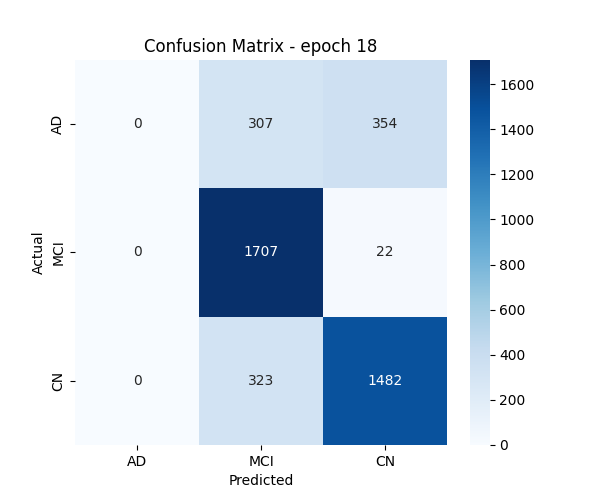 Confusion Matrix - epoch 18
AD 0 307 354
MCI 0 1707 22
CN 0 323 1482
AD MCI CN
Predicted
Actual
1600
1400
1200
1000
800
600
400
200
0